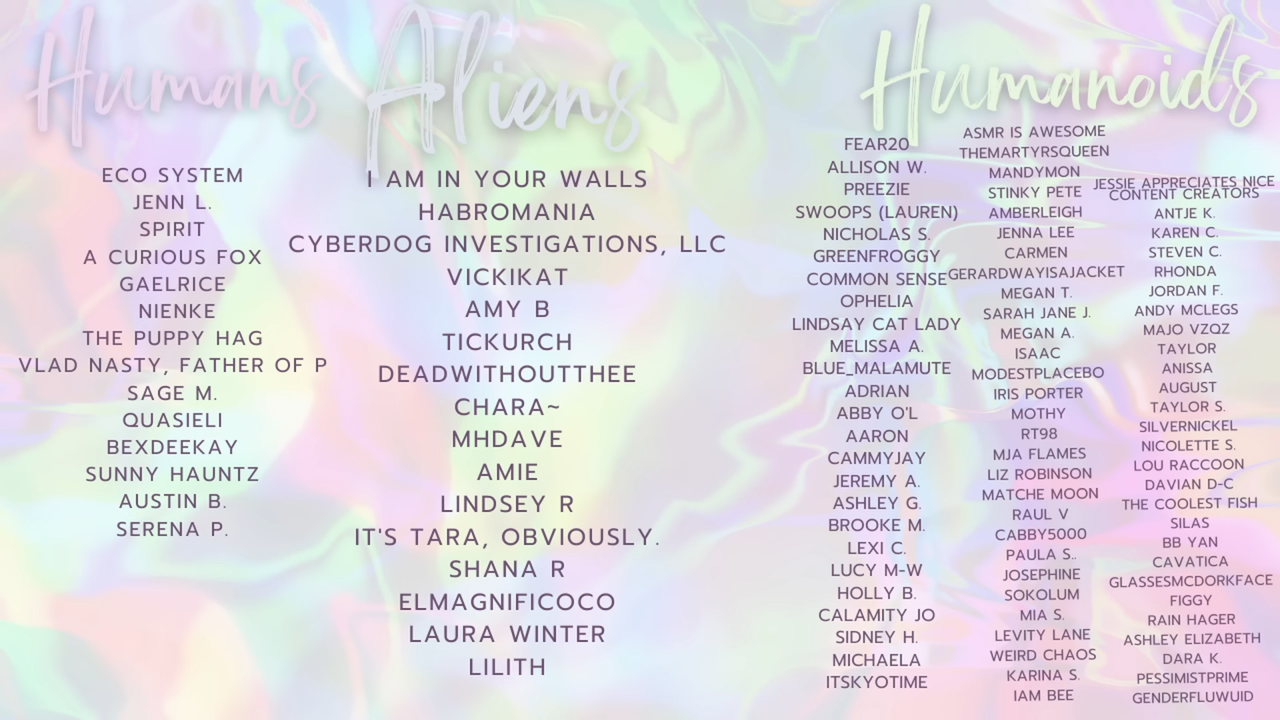 Humans
ECO SYSTEM
JENN L.
SPIRIT
A CURIOUS FOX
GAELRICE
NIENKE
THE PUPPY HAG
VLAD NASTY, FATHER OF P
SAGE M.
QUASIELI
BEXDEEKAY
SUNNY HAUNTZ
AUSTIN B.
SERENA P.
Aliens
I AM IN YOUR WALLS
HABROMANIA
CYBERDOG INVESTIGATIONS, LLC
VICKIKAT
AMY B
TICKURCH
DEADWITHOUTTHEE
CHARA~
MHDAVE
AMIE
LINDSEY R
IT'S TARA, OBVIOUSLY.
SHANA R
ELMAGNIFICOCO
LAURA WINTER
LILITH
Humanoids
FEAR20
ALLISON W.
PREEZIE
SWOOPS (LAUREN)
NICHOLAS S.
GREENFROGGY
COMMON SENSE
OPHELIA
LINDSAY CAT LADY
MELISSA A.
BLUE_MALAMUTE
ADRIAN
ABBY O'L
AARON
CAMMYJAY
JEREMY A.
ASHLEY G.
BROOKE M.
LEXI C.
LUCY M-W
HOLLY B.
CALAMITY JO
SIDNEY H.
MICHAELA
ITSKYOTIME
ASMR IS AWESOME
THEMARTYRSQUEEN
MANDYMON
STINKY PETE
AMBERLEIGH
JENNA LEE
CARMEN
GERARDWAYISAJACKET
MEGAN T.
SARAH JANE J.
MEGAN A.
ISAAC
MODESTPLACEBO
IRIS PORTER
MOTHY
RT98
MJA FLAMES
LIZ ROBINSON
MATCHE MOON
RAUL V
CABBY5000
PAULA S..
JOSEPHINE
SOKOLUM
MIA S.
LEVITY LANE
WEIRD CHAOS
KARINA S.
IAM BEE
JESSIE APPRECIATES NICE
CONTENT CREATORS
ANTJE K.
KAREN C.
STEVEN C.
RHONDA
JORDAN F.
ANDY MCLEGS
MAJO VZQZ
TAYLOR
ANISSA
AUGUST
TAYLOR S.
SILVERNICKEL
NICOLETTE S.
LOU RACCOON
DAVIAN D-C
THE COOLEST FISH
SILAS
BB YAN
CAVATICA
GLASSESMCDORKFACE
FIGGY
RAIN HAGER
ASHLEY ELIZABETH
DARA K.
PESSIMISTPRIME
GENDERFLUWUID